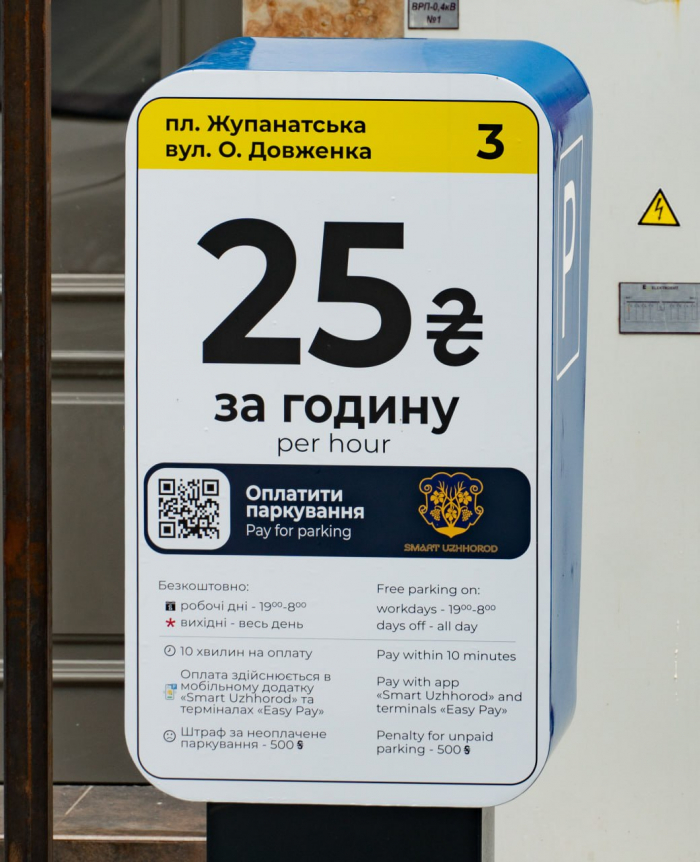 ВРП-0,4кВ
№1
пл. Жупанатська
вул. О. Довженка
3
25₴
за годину
per hour
Оплатити
паркування
Pay for parking
SMART UZHHOROD
P
Безкоштовно:
робочі дні - 19⁰⁰-8⁰⁰
вихідні - весь день
10 хвилин на оплату
Оплата здійснюється в
мобільному додатку
«Smart Uzhhorod» та
терміналах «Easy Pay»
Штраф за неоплачене
паркування - 500 ₴
Free parking on:
workdays - 19⁰⁰-8⁰⁰
days off - all day
Pay within 10 minutes
Pay with app
«Smart Uzhhorod» and
terminals «Easy Pay»
Penalty for unpaid
parking - 500 ₴